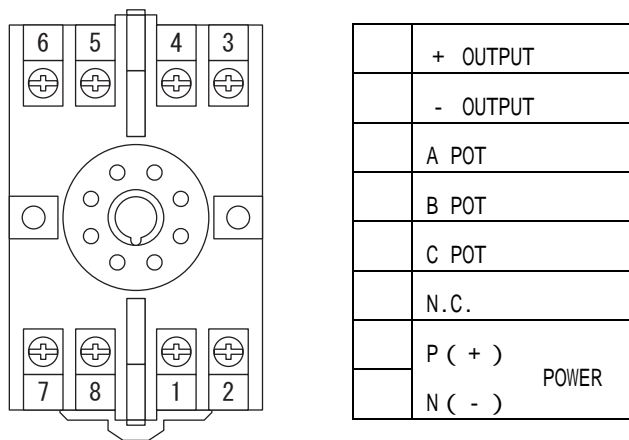 6 5 4 3
7 8 1 2
+ OUTPUT
- OUTPUT
A POT
B POT
C POT
N.C.
P ( + )
POWER
N ( - )